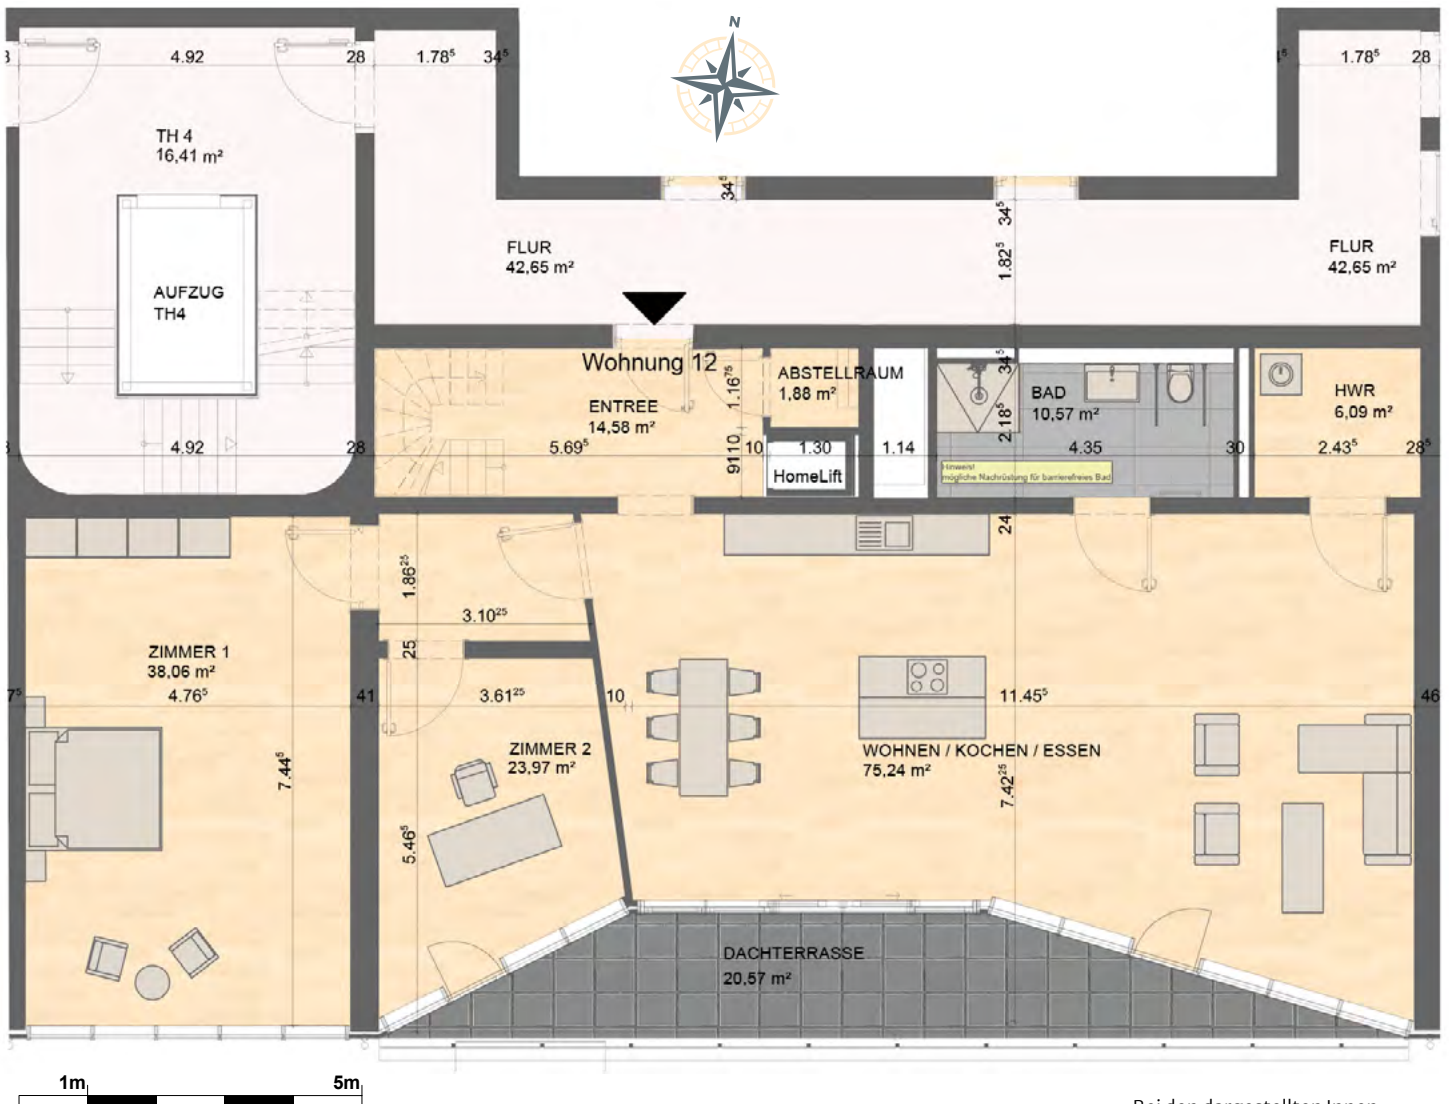 N
4.92
28
1.78⁵
34⁵
1.78⁵
28
TH 4
16,41 m²
34⁵
34⁵
1.82⁵
FLUR
42,65 m²
FLUR
42,65 m²
AUFZUG
TH4
Wohnung 12
34⁵
ABSTELLRAUM
1,88 m²
1.16⁷⁵
BAD
10,57 m²
HWR
6,09 m²
ENTREE
14,58 m²
2.18⁵
4.92
28
5.69⁵
10
1.30
1.14
4.35
30
2.43⁵
28⁵
9110
HomeLift
Hinweis!
mögliche Nachrüstung für barrierefreies Bad
24
1.86²⁵
3.10²⁵
25
ZIMMER 1
38,06 m²
7⁵
4.76⁵
41
3.61²⁵
10
11.45⁵
46
ZIMMER 2
23,97 m²
WOHNEN / KOCHEN / ESSEN
75,24 m²
7.44⁵
7.42²⁵
5.46⁵
DACHTERRASSE
20,57 m²
1m
5m